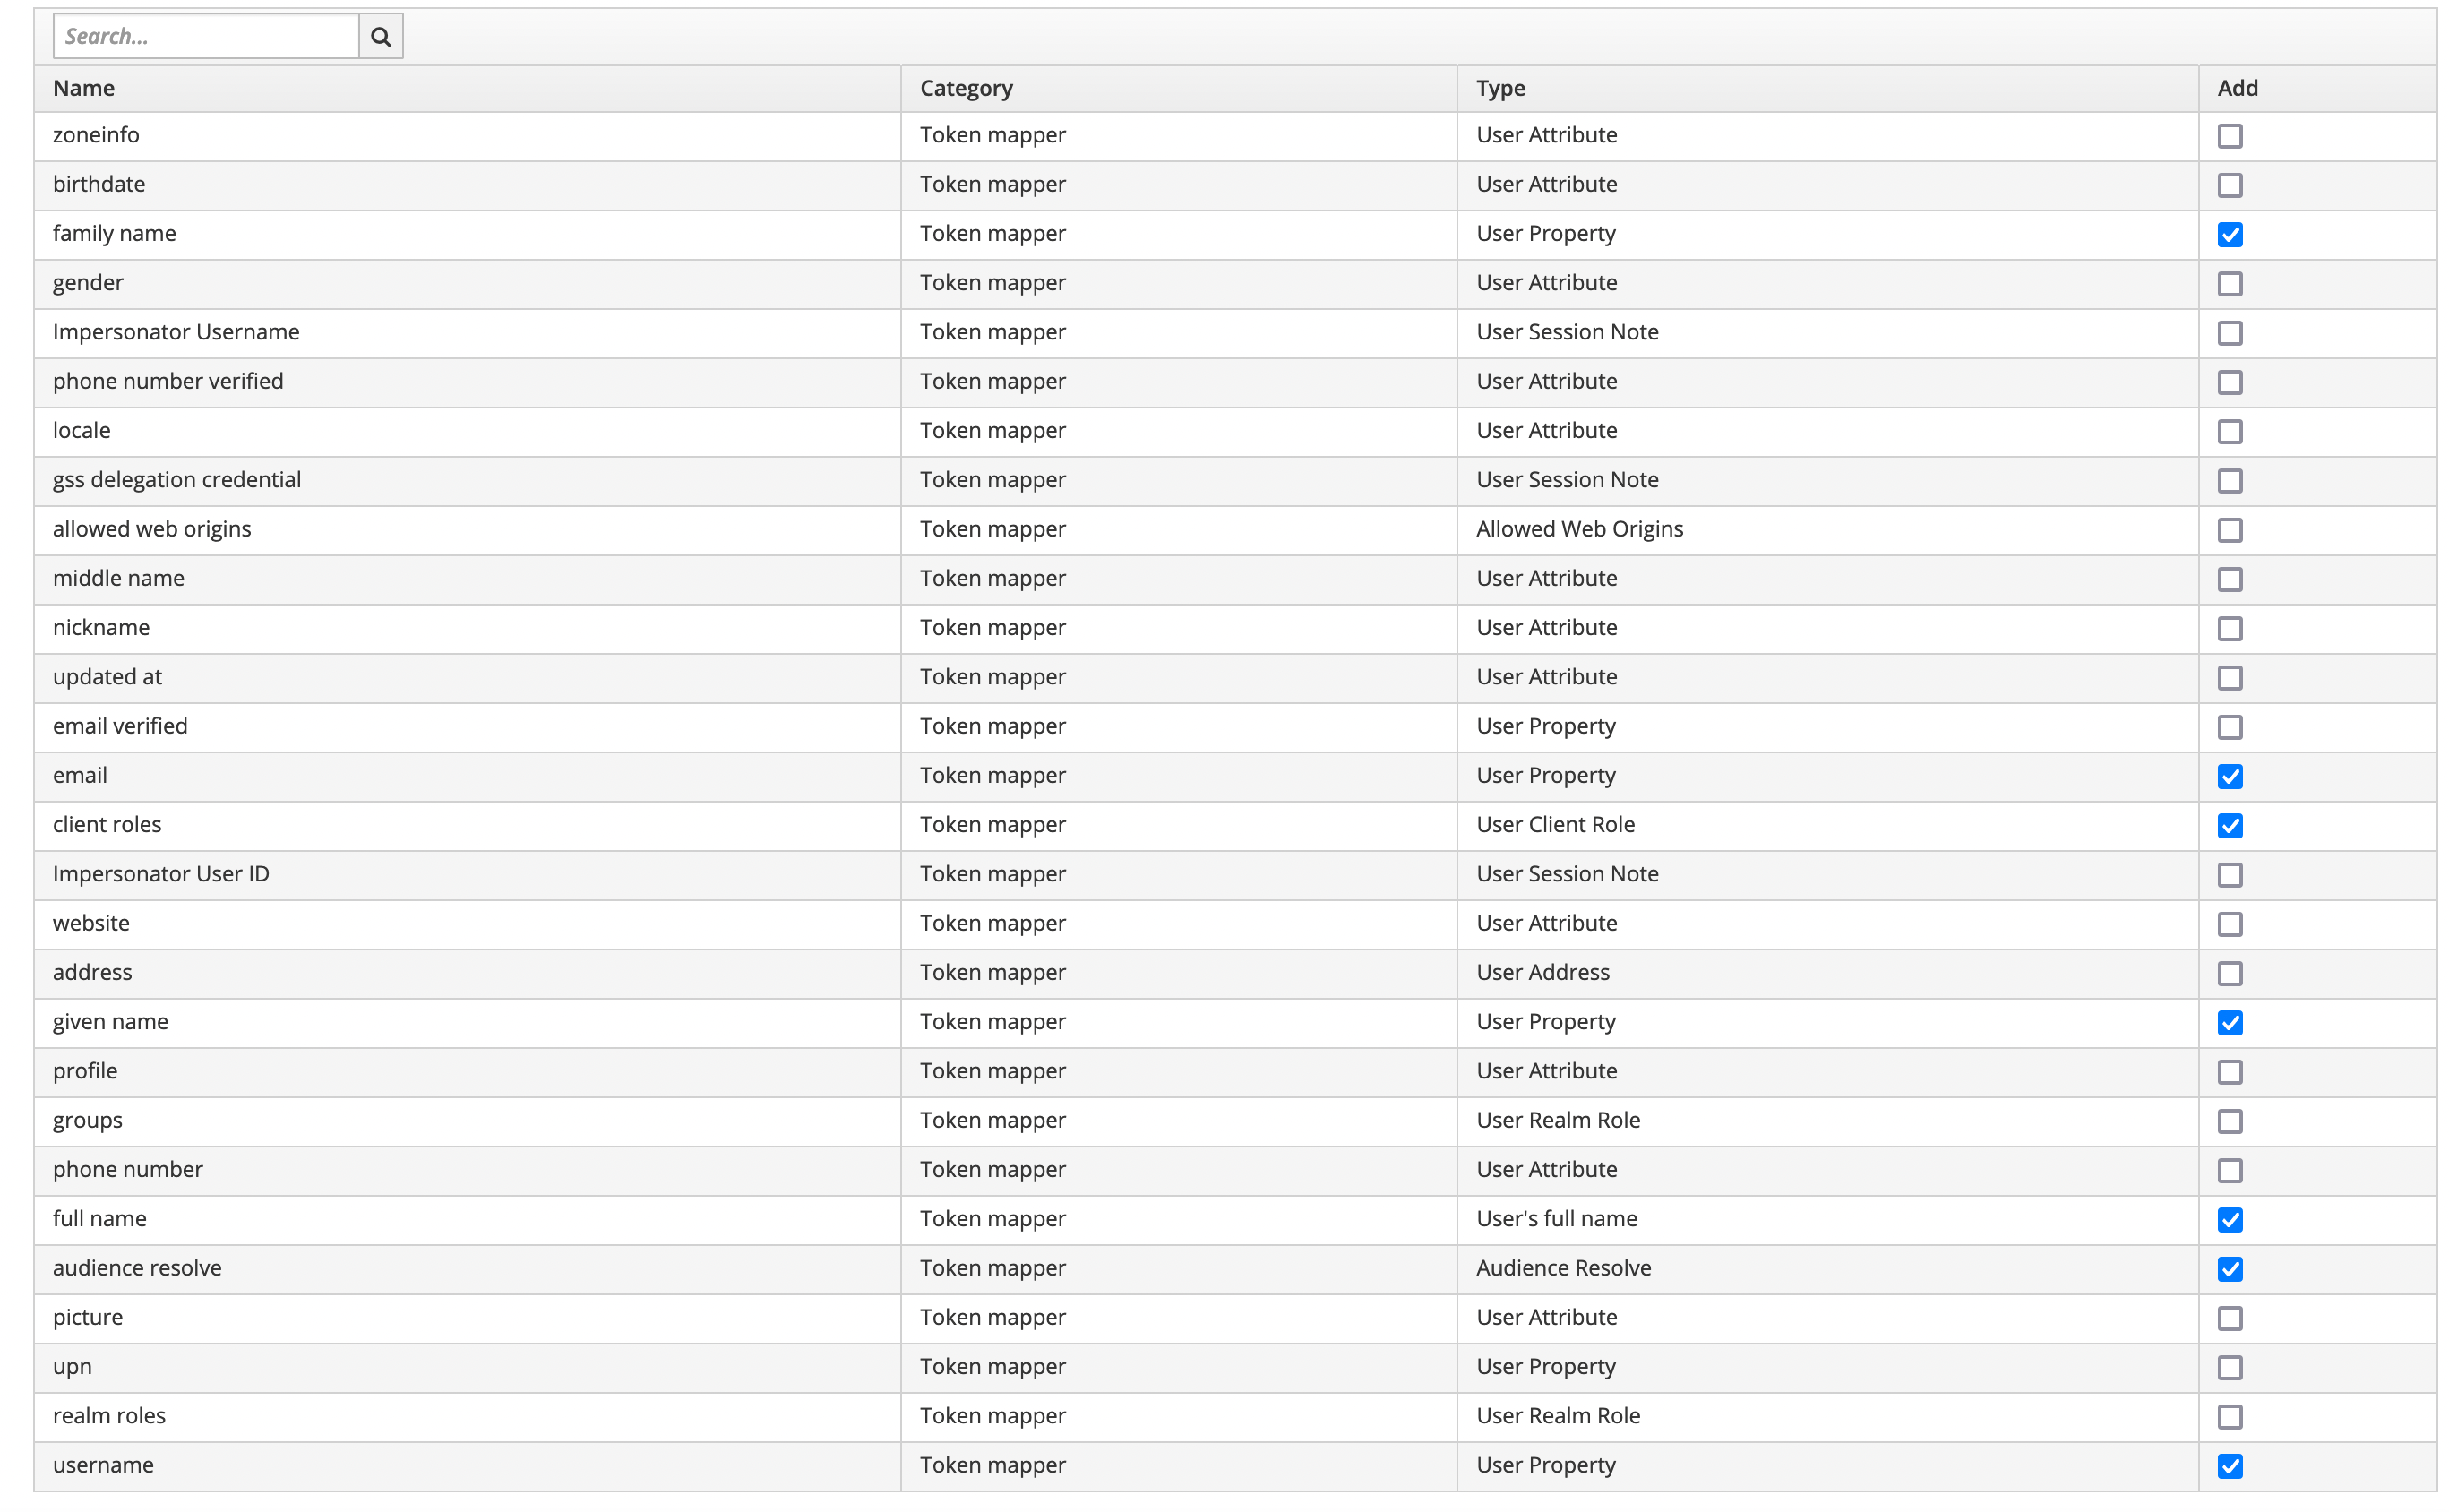 Search...
Name Category Type Add
zoneinfo Token mapper User Attribute
birthdate Token mapper User Attribute
family name Token mapper User Property
gender Token mapper User Attribute
Impersonator Username Token mapper User Session Note
phone number verified Token mapper User Attribute
locale Token mapper User Attribute
gss delegation credential Token mapper User Session Note
allowed web origins Token mapper Allowed Web Origins
middle name Token mapper User Attribute
nickname Token mapper User Attribute
updated at Token mapper User Attribute
email verified Token mapper User Property
email Token mapper User Property
client roles Token mapper User Client Role
Impersonator User ID Token mapper User Session Note
website Token mapper User Attribute
address Token mapper User Address
given name Token mapper User Property
profile Token mapper User Attribute
groups Token mapper User Realm Role
phone number Token mapper User Attribute
full name Token mapper User's full name
audience resolve Token mapper Audience Resolve
picture Token mapper User Attribute
upn Token mapper User Property
realm roles Token mapper User Realm Role
username Token mapper User Property